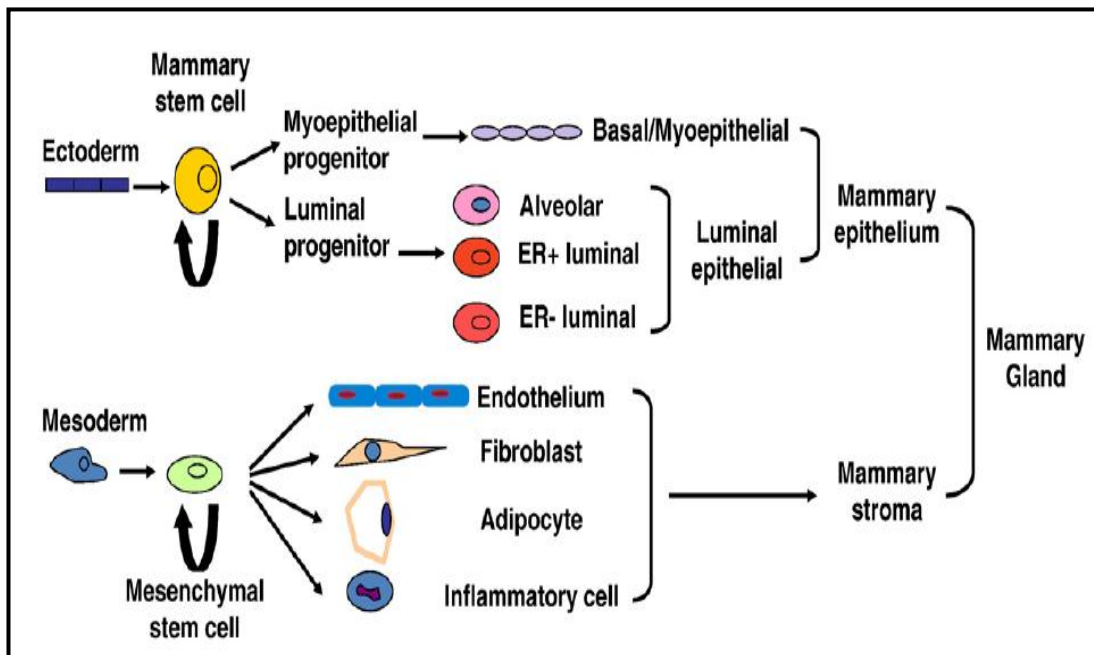 Mammary
stem cell
Ectoderm
Myoepithelial
progenitor
Basal/Myoepithelial
Luminal
progenitor
Alveolar
ER+ luminal
ER- luminal
Luminal
epithelial
Mammary
epithelium
Mammary
Gland
Mesoderm
Mesenchymal
stem cell
Endothelium
Fibroblast
Adipocyte
Inflammatory cell
Mammary
stroma